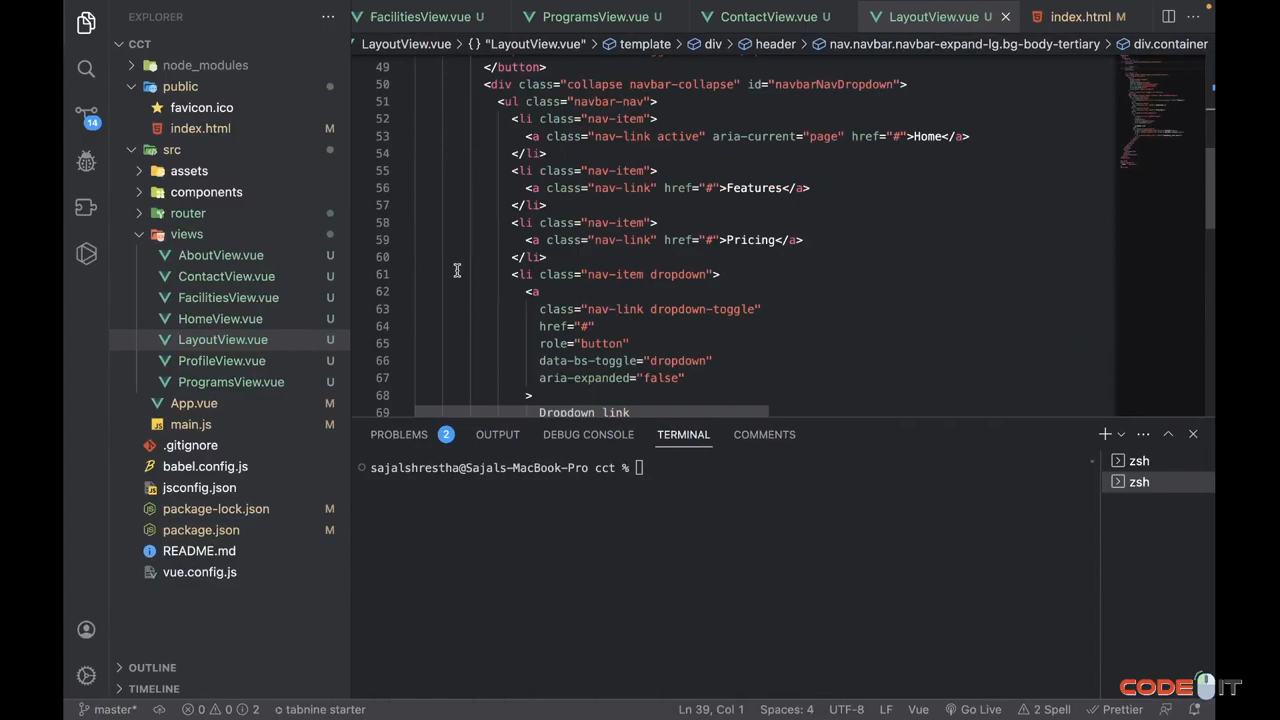 EXPLORER
FacilitiesView.vue U
ProgramsView.vue U
ContactView.vue U
LayoutView.vue U
index.html M
CCT
LayoutView.vue
{} "LayoutView.vue"
template
div
header
nav.navbar.navbar-expand-lg.bg-body-tertiary
div.container
node_modules
public
favicon.ico
index.html M
src
assets
components
router
views
AboutView.vue U
ContactView.vue U
FacilitiesView.vue U
HomeView.vue U
LayoutView.vue U
ProfileView.vue U
ProgramsView.vue U
App.vue M
main.js M
.gitignore
babel.config.js
jsconfig.json
package-lock.json M
package.json M
README.md
vue.config.js
OUTLINE
TIMELINE
14
49 </button>
50 <div class="collapse navbar-collapse" id="navbarNavDropdown">
51 <ul class="navbar-nav">
52 <li class="nav-item">
53 <a class="nav-link active" aria-current="page" href="#">Home</a>
54 </li>
55 <li class="nav-item">
56 <a class="nav-link" href="#">Features</a>
57 </li>
58 <li class="nav-item">
59 <a class="nav-link" href="#">Pricing</a>
60 </li>
61 <li class="nav-item dropdown">
62 <a
63 class="nav-link dropdown-toggle"
64 href="#"
65 role="button"
66 data-bs-toggle="dropdown"
67 aria-expanded="false"
68 >
69 Dropdown link
PROBLEMS 2 OUTPUT DEBUG CONSOLE TERMINAL COMMENTS
sajalshrestha@Sajals-MacBook-Pro cct %
zsh
zsh
CODE IT
master* 0 0 2 tabnine starter Ln 39, Col 1 Spaces: 4 UTF-8 LF Vue Go Live 2 Spell Prettier